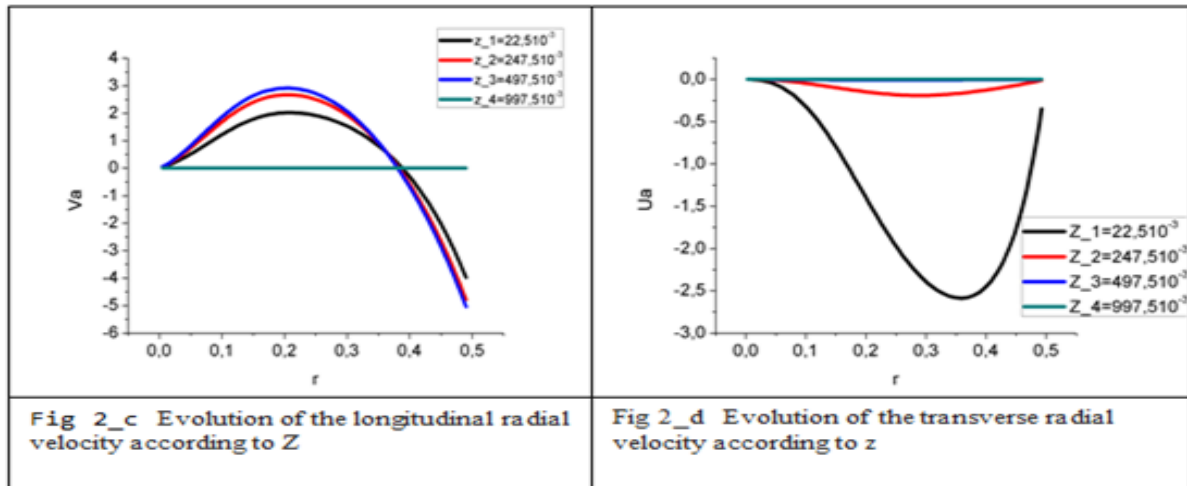 z_1=22,510⁻³
z_2=247,510⁻³
z_3=497,510⁻³
z_4=997,510⁻³
4
3
2
1
0
-1
-2
-3
-4
-5
-6
Va
0,0 0,1 0,2 0,3 0,4 0,5
r
0,0
-0,5
-1,0
-1,5
-2,0
-2,5
-3,0
Ua
Z_1=22,510⁻³
Z_2=247,510⁻³
Z_3=497,510⁻³
Z_4=997,510⁻³
0,0 0,1 0,2 0,3 0,4 0,5
r
Fig 2_c Evolution of the longitudinal radial
velocity according to Z
Fig 2_d Evolution of the transverse radial
velocity according to z